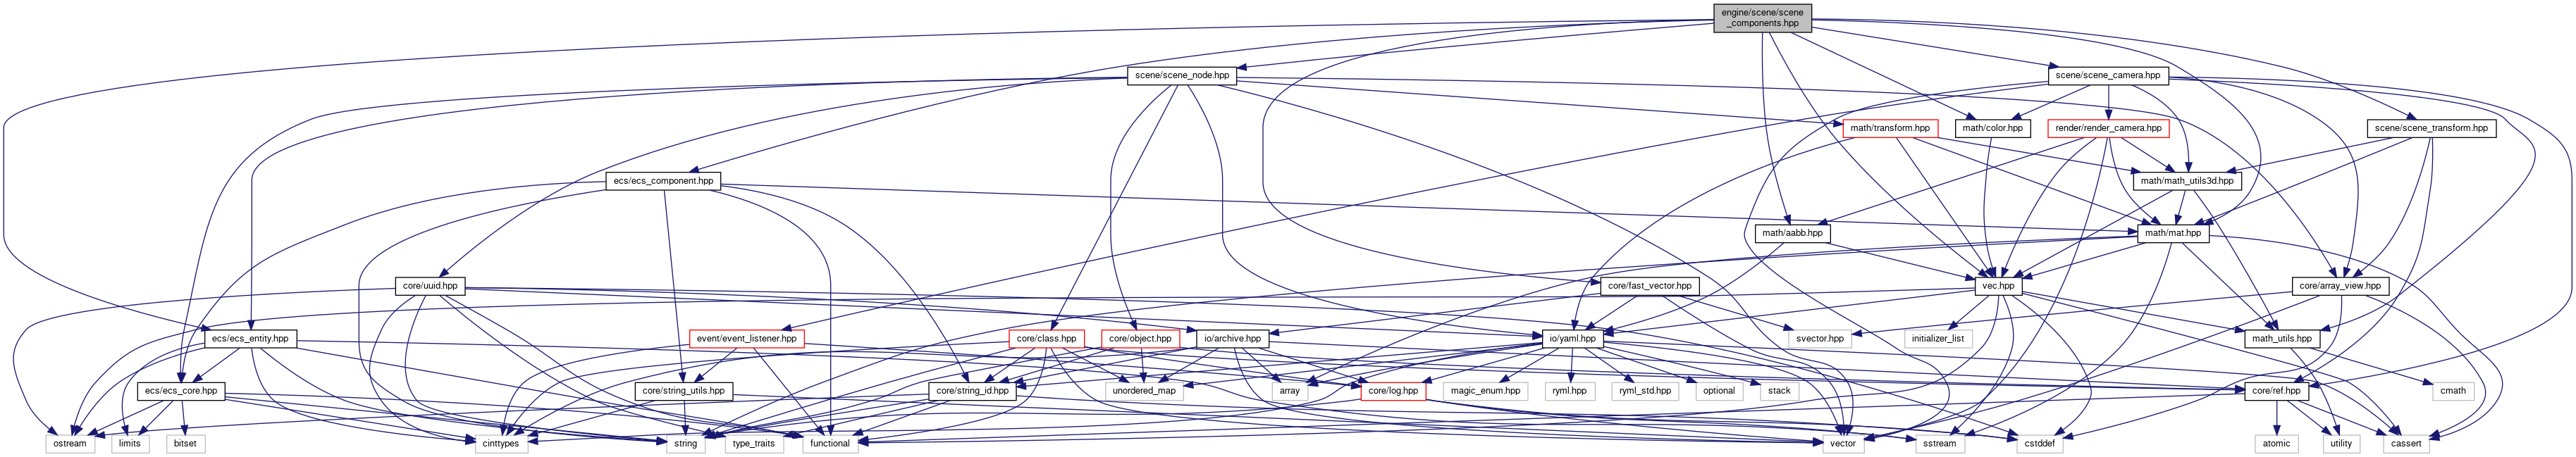 engine/scene/scene
_components.hpp
scene/scene_node.hpp
scene/scene_camera.hpp
math/transform.hpp
math/color.hpp
render/render_camera.hpp
scene/scene_transform.hpp
ecs/ecs_component.hpp
math/math_utils3d.hpp
math/aabb.hpp
math/mat.hpp
core/uuid.hpp
core/fast_vector.hpp
vec.hpp
core/array_view.hpp
ecs/ecs_entity.hpp
event/event_listener.hpp
core/class.hpp
core/object.hpp
io/archive.hpp
io/yaml.hpp
svector.hpp
initializer_list
math_utils.hpp
ecs/ecs_core.hpp
core/string_utils.hpp
core/string_id.hpp
unordered_map
array
core/log.hpp
magic_enum.hpp
ryml.hpp
ryml_std.hpp
optional
stack
core/ref.hpp
cmath
ostream
limits
bitset
cinttypes
string
type_traits
functional
vector
sstream
cstddef
atomic
utility
cassert